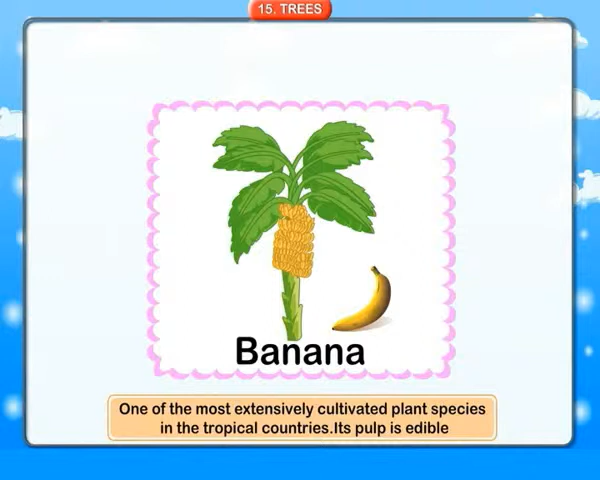 15. TREES
Banana
One of the most extensively cultivated plant species
in the tropical countries.Its pulp is edible